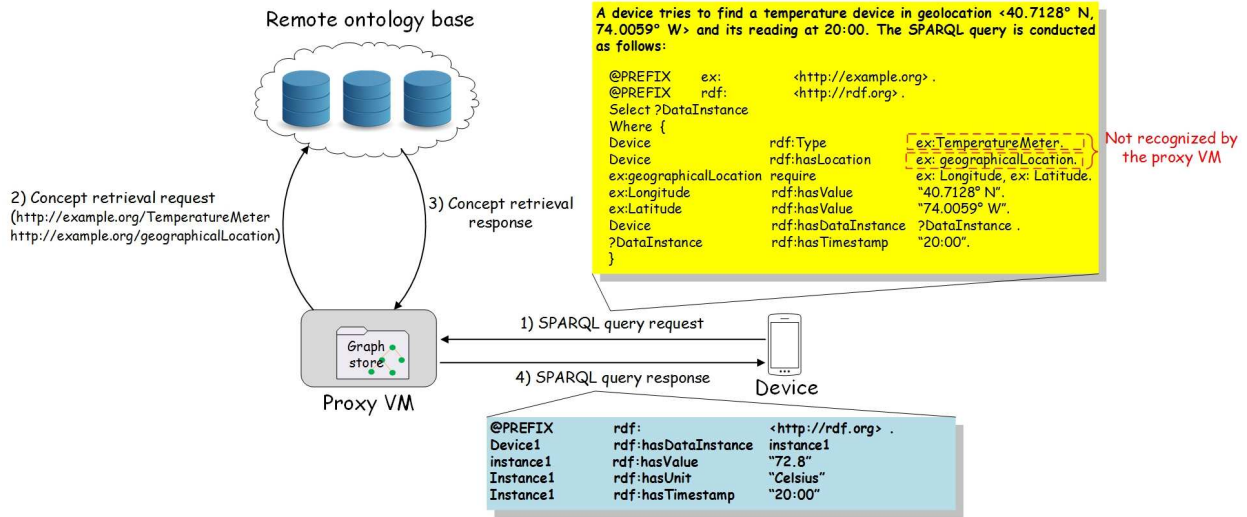 Remote ontology base
A device tries to find a temperature device in geolocation <40.7128° N,
74.0059° W> and its reading at 20:00. The SPARQL query is conducted
as follows:
@PREFIX ex: <http://example.org> .
@PREFIX rdf: <http://rdf.org> .
Select ?DataInstance
Where {
Device rdf:Type ex:TemperatureMeter.
Device rdf:hasLocation ex: geographicalLocation.
ex:geographicalLocation require ex: Longitude, ex: Latitude.
ex:Longitude rdf:hasValue “40.7128° N”.
ex:Latitude rdf:hasValue “74.0059° W”.
Device rdf:hasDataInstance ?DataInstance .
?DataInstance rdf:hasTimestamp “20:00”.
}
Not recognized by
the proxy VM
2) Concept retrieval request
(http://example.org/TemperatureMeter
http://example.org/geographicalLocation)
3) Concept retrieval
response
1) SPARQL query request
Graph
store
4) SPARQL query response
Proxy VM
Device
@PREFIX rdf: <http://rdf.org> .
Device1 rdf:hasDataInstance instance1
instance1 rdf:hasValue “72.8”
Instance1 rdf:hasUnit “Celsius”
Instance1 rdf:hasTimestamp “20:00”